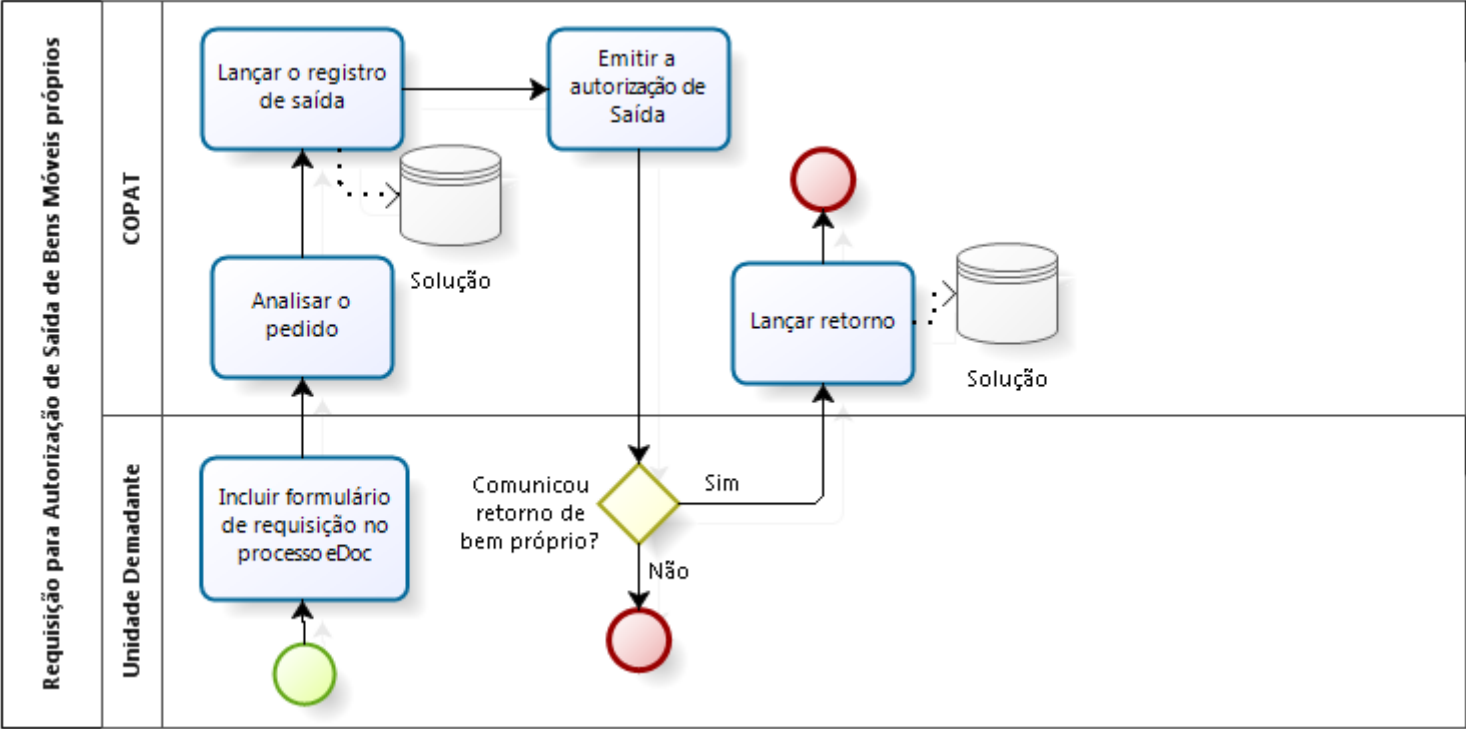 Requisição para Autorização de Saída de Bens Móveis próprios
COPAT
Lançar o registro
de saída
Emitir a
autorização de
Saída
Solução
Analisar o
pedido
Lançar retorno
Solução
Unidade Demadante
Incluir formulário
de requisição no
processo eDoc
Comunicou
retorno de
bem próprio?
Sim
Não